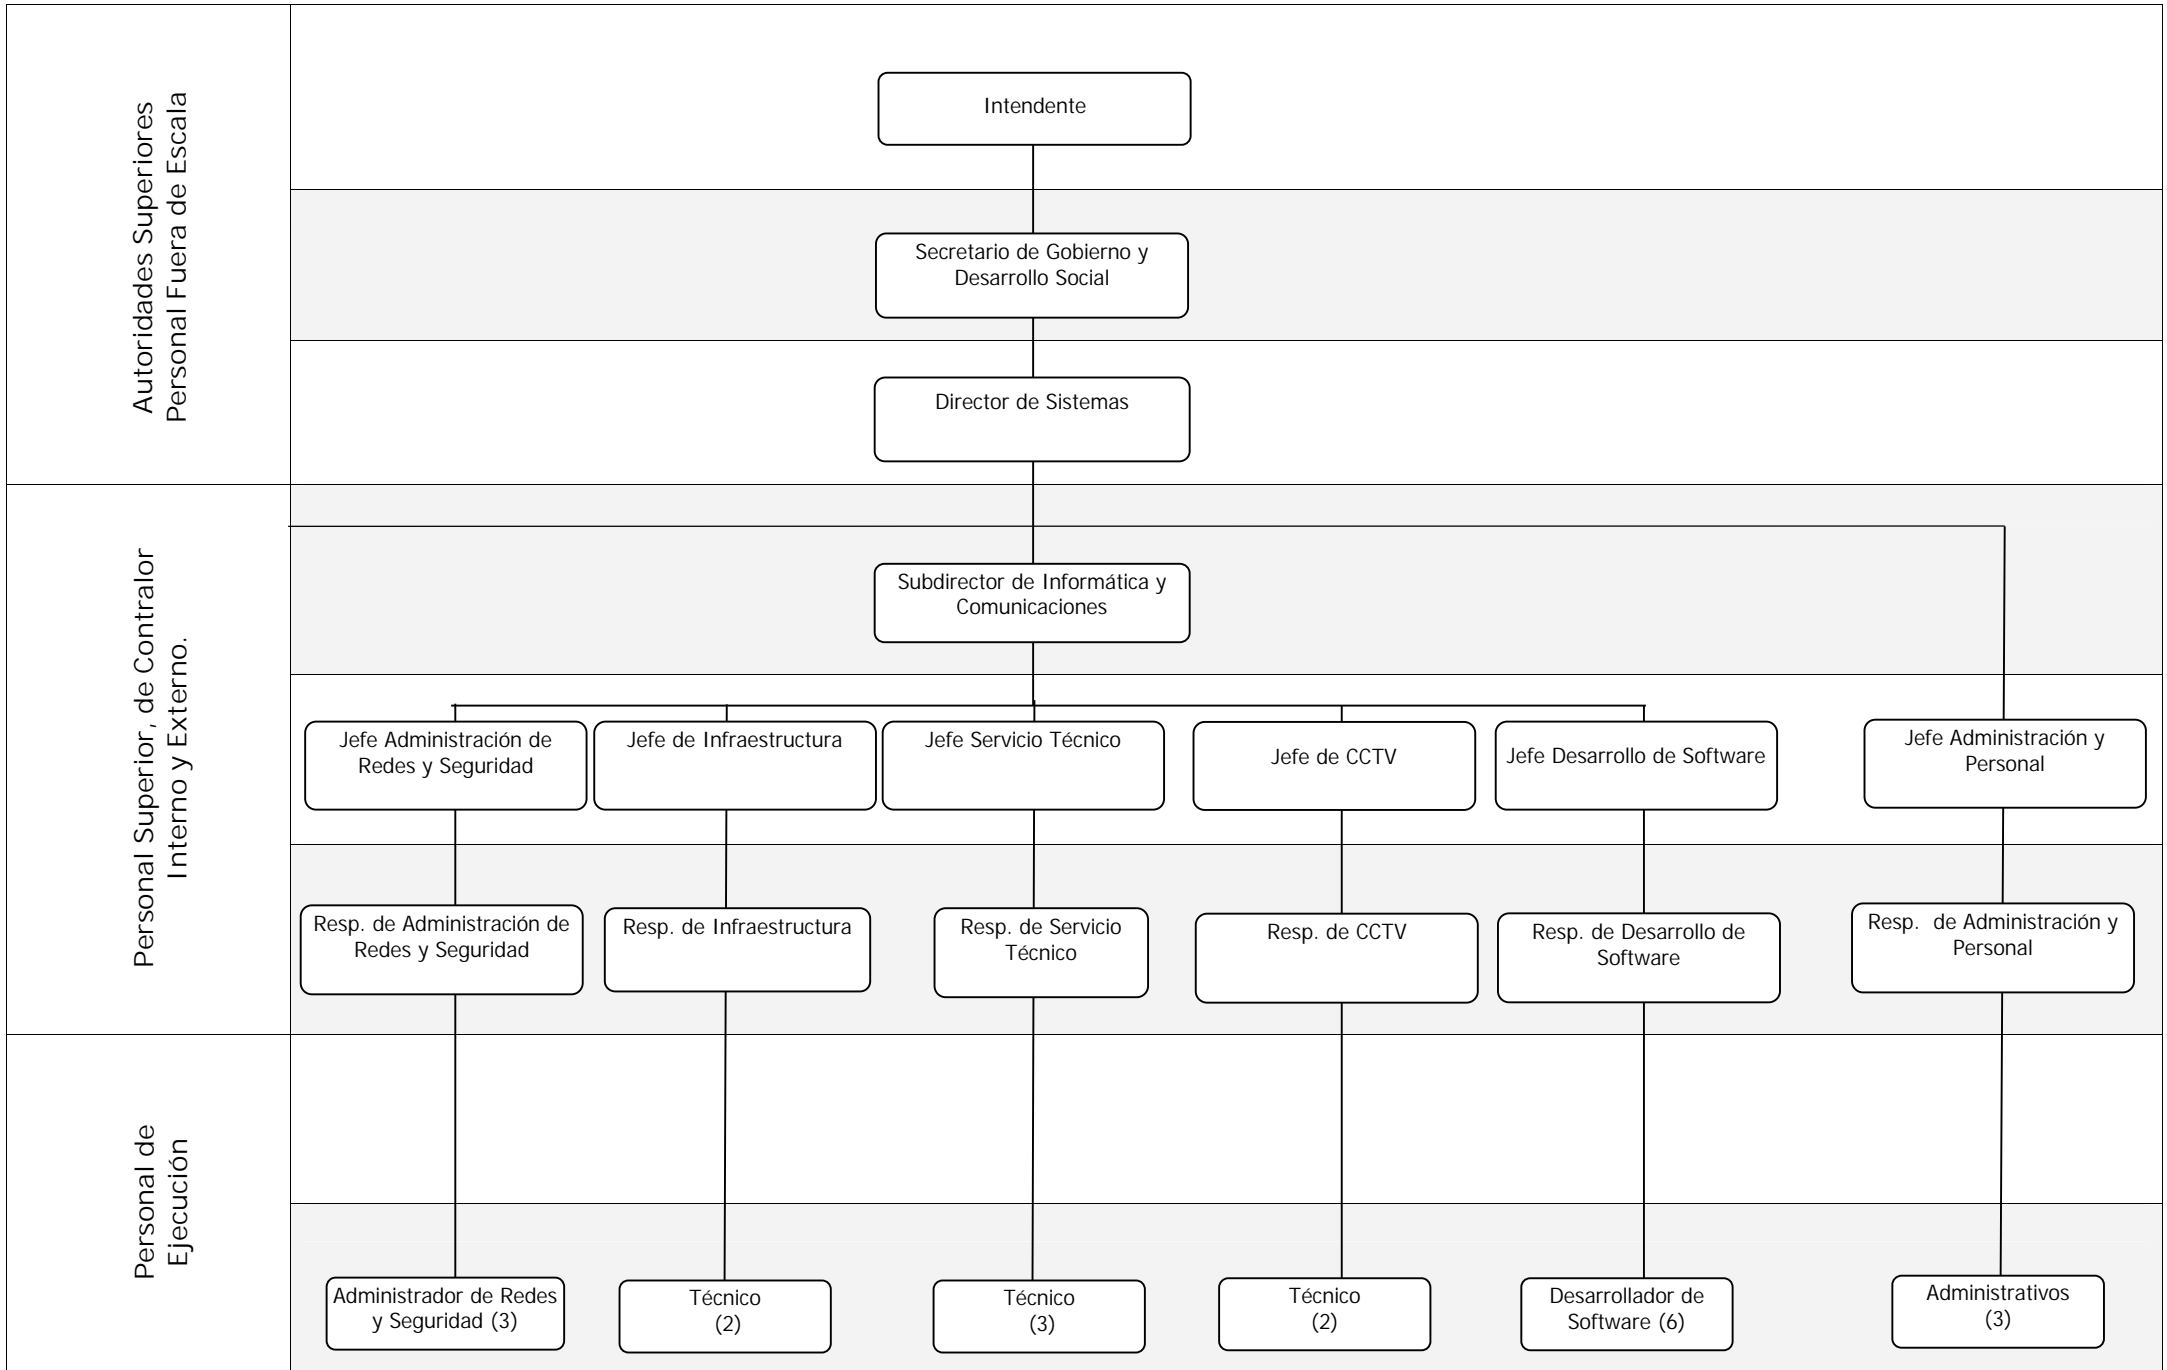 Autoridades Superiores
Personal Fuera de Escala
Intendente
Secretario de Gobierno y
Desarrollo Social
Director de Sistemas
Personal Superior, de Contralor
Interno y Externo.
Subdirector de Informática y
Comunicaciones
Jefe Administración de
Redes y Seguridad
Jefe de Infraestructura
Jefe Servicio Técnico
Jefe de CCTV
Jefe Desarrollo de Software
Jefe Administración y
Personal
Resp. de Administración de
Redes y Seguridad
Resp. de Infraestructura
Resp. de Servicio
Técnico
Resp. de CCTV
Resp. de Desarrollo de
Software
Resp.  de Administración y
Personal
Personal de
Ejecución
Administrador de Redes
y Seguridad (3)
Técnico
(2)
Técnico
(3)
Técnico
(2)
Desarrollador de
Software (6)
Administrativos
(3)